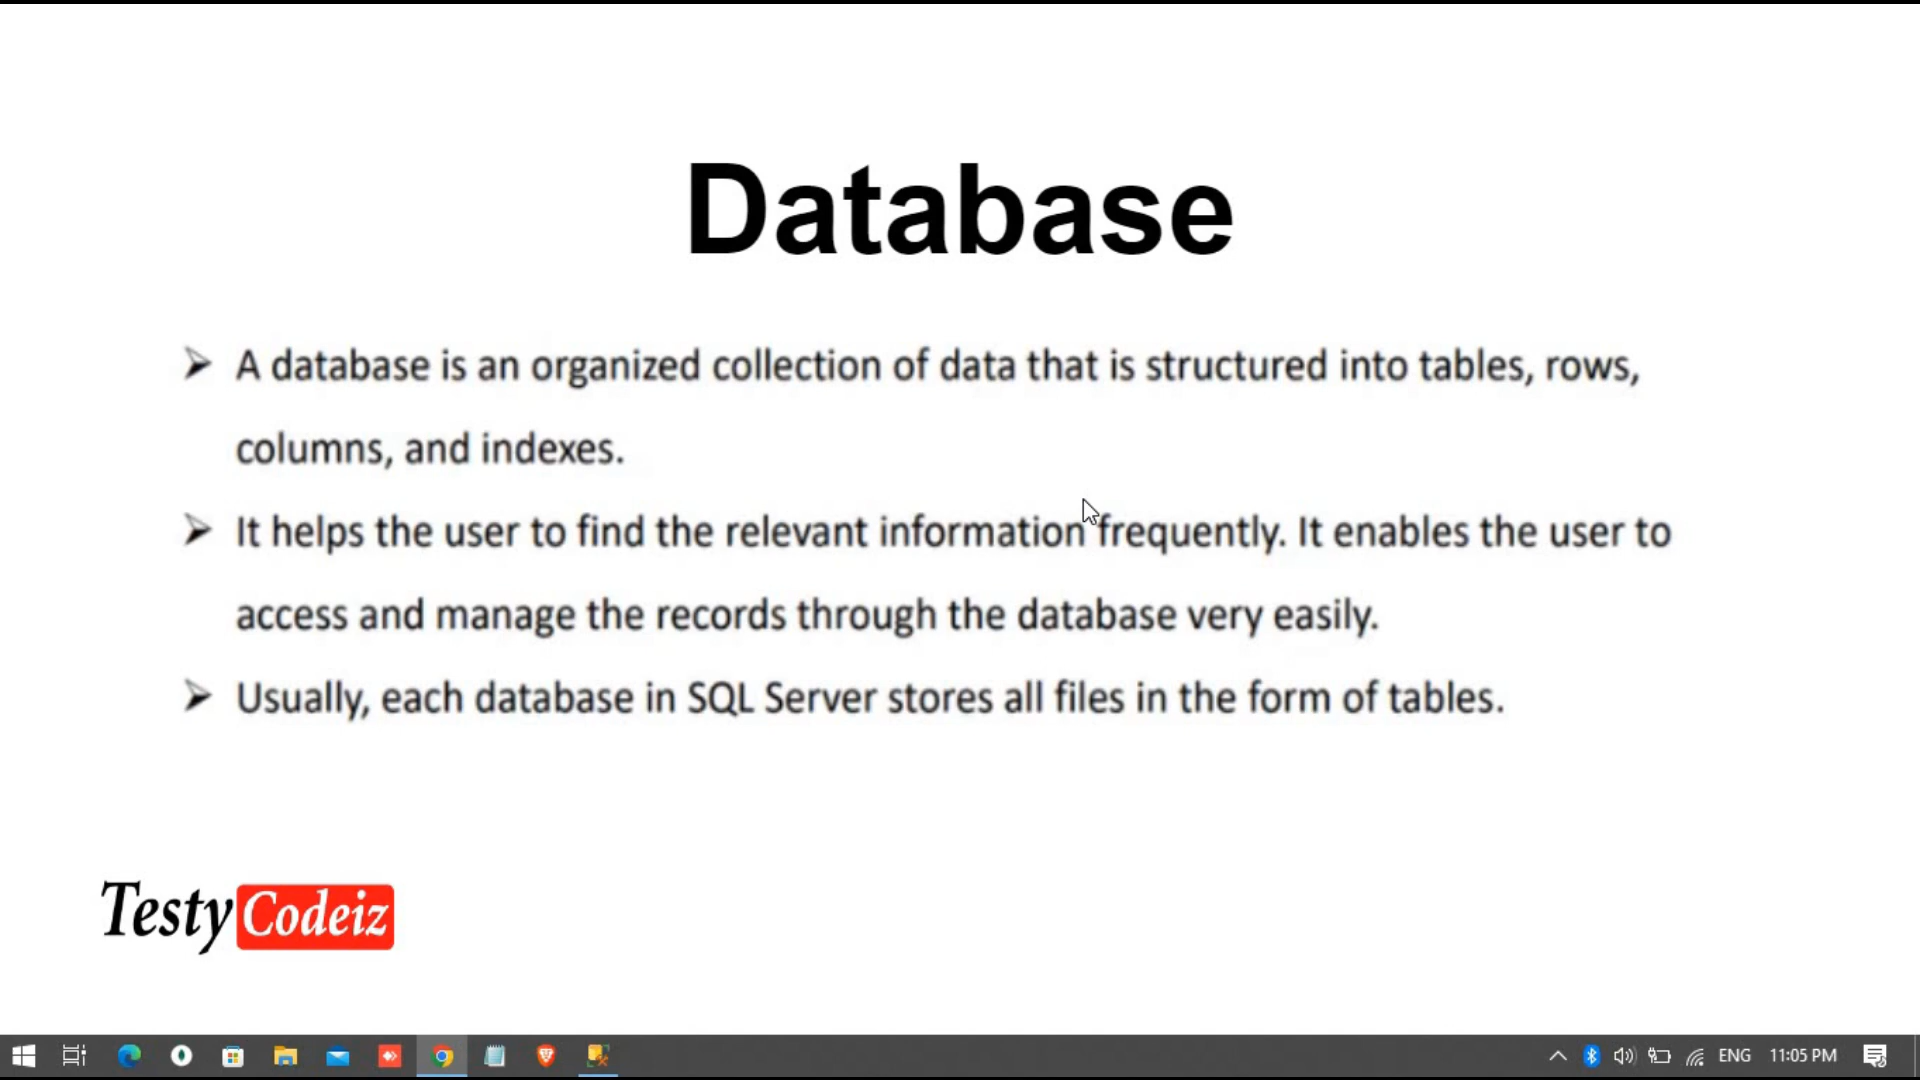 Database
➤ A database is an organized collection of data that is structured into tables, rows,
columns, and indexes.
➤ It helps the user to find the relevant information frequently. It enables the user to
access and manage the records through the database very easily.
➤ Usually, each database in SQL Server stores all files in the form of tables.
Testy Codeiz
ENG 11:05 PM